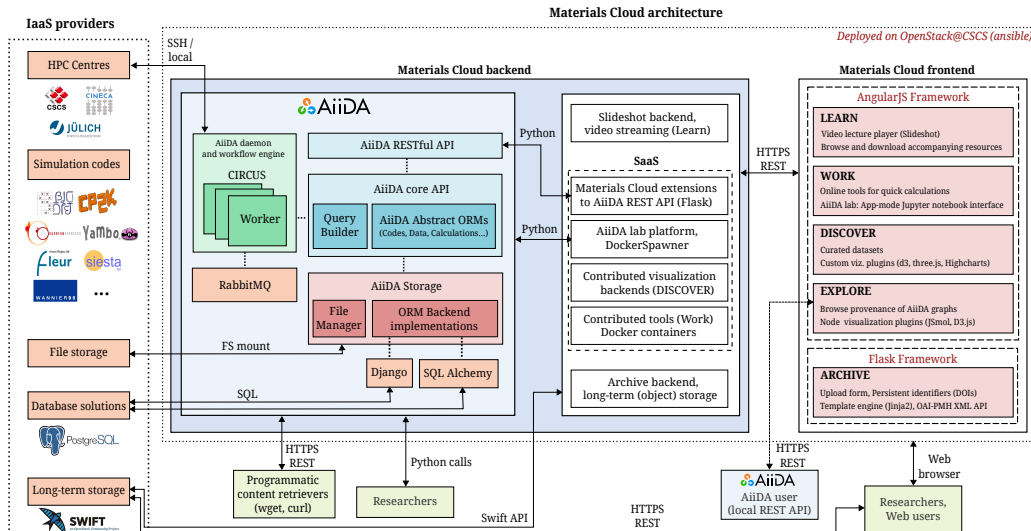 Materials Cloud architecture
IaaS providers
Deployed on OpenStack@CSCS (ansible)
SSH /
local
HPC Centres
CSCS
CINECA
JÜLICH
Simulation codes
BIG
DFT
CP2K
Yambo
fleur
siesta
WANNIER90
...
File storage
Database solutions
PostgreSQL
Long-term storage
SWIFT
Materials Cloud backend
AiiDA
AiiDA daemon
and workflow engine
CIRCUS
Worker
RabbitMQ
AiiDA RESTful API
AiiDA core API
Query
Builder
AiiDA Abstract ORMs
(Codes, Data, Calculations...)
AiiDA Storage
File
Manager
ORM Backend
implementations
Django
SQL Alchemy
FS mount
SQL
Python
Python
Slideshot backend,
video streaming (Learn)
SaaS
Materials Cloud extensions
to AiiDA REST API (Flask)
AiiDA lab platform,
DockerSpawner
Contributed visualization
backends (DISCOVER)
Contributed tools (Work)
Docker containers
Archive backend,
long-term (object) storage
HTTPS
REST
Materials Cloud frontend
AngularJS Framework
LEARN
Video lecture player (Slideshot)
Browse and download accompanying resources
WORK
Online tools for quick calculations
AiiDA lab: App-mode Jupyter notebook interface
DISCOVER
Curated datasets
Custom viz. plugins (d3, three.js, Highcharts)
EXPLORE
Browse provenance of AiiDA graphs
Node visualization plugins (JSmol, D3.js)
Flask Framework
ARCHIVE
Upload form, Persistent identifiers (DOIs)
Template engine (Jinja2), OAI-PMH XML API
HTTPS
REST
Programmatic
content retrievers
(wget, curl)
Python calls
Researchers
Swift API
HTTPS
REST
HTTPS
REST
AiiDA
AiiDA user
(local REST API)
Web
browser
Researchers,
Web users